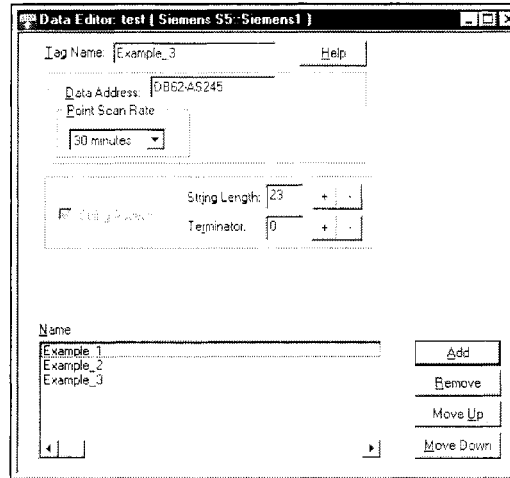 Data Editor: test ( Siemens S5::Siemens1 )
Tag Name: Example_3 Help
Data Address: DB62-AS245
Point Scan Rate
30 minutes
String Length: 23 + -
Terminator. 0 + -
Name
Example_1
Example_2
Example_3
Add
Remove
Move Up
Move Down